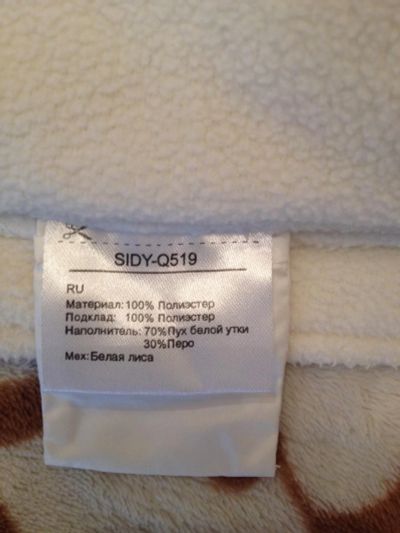 SIDY-Q519
RU
Материал: 100% Полиэстер
Подклад: 100% Полиэстер
Наполнитель: 70%Пух белой утки
30%Перо
Мех: Белая лиса